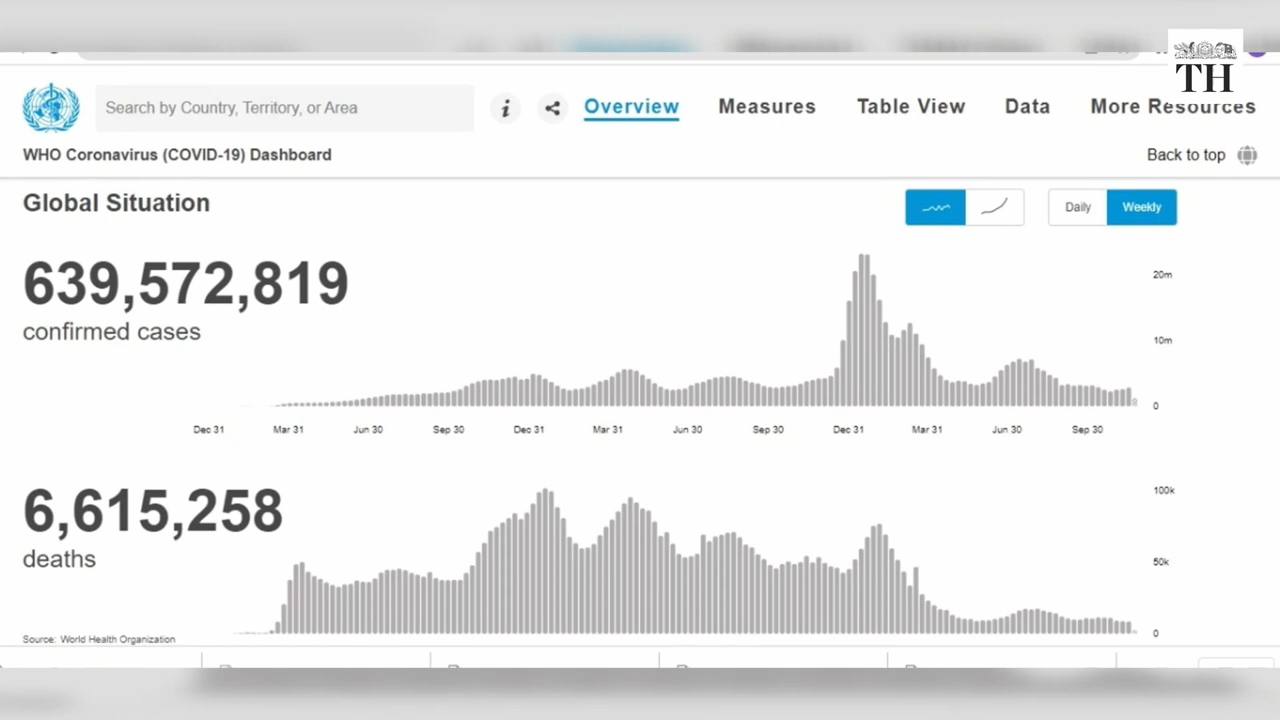 TH
Search by Country, Territory, or Area
i
Overview Measures Table View Data More Resources
WHO Coronavirus (COVID-19) Dashboard
Back to top
Global Situation
Daily Weekly
639,572,819
confirmed cases
20m
10m
0
Dec 31 Mar 31 Jun 30 Sep 30 Dec 31 Mar 31 Jun 30 Sep 30 Dec 31 Mar 31 Jun 30 Sep 30
6,615,258
deaths
100k
50k
0
Source: World Health Organization